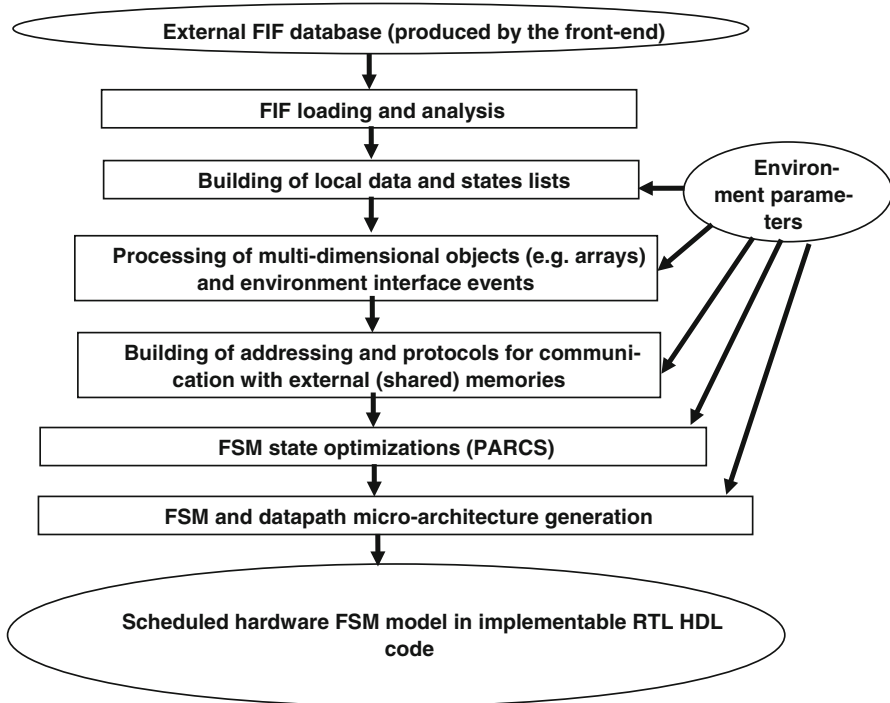 External FIF database (produced by the front-end)
FIF loading and analysis
Building of local data and states lists
Environ-
ment parame-
ters
Processing of multi-dimensional objects (e.g. arrays)
and environment interface events
Building of addressing and protocols for communi-
cation with external (shared) memories
FSM state optimizations (PARCS)
FSM and datapath micro-architecture generation
Scheduled hardware FSM model in implementable RTL HDL
code